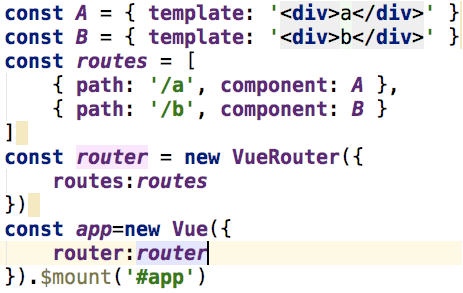 const A = { template: '<div>a</div>' }
const B = { template: '<div>b</div>' }
const routes = [
    { path: '/a', component: A },
    { path: '/b', component: B }
]
const router = new VueRouter({
    routes:routes
})
const app=new Vue({
    router:router
}).$mount('#app')